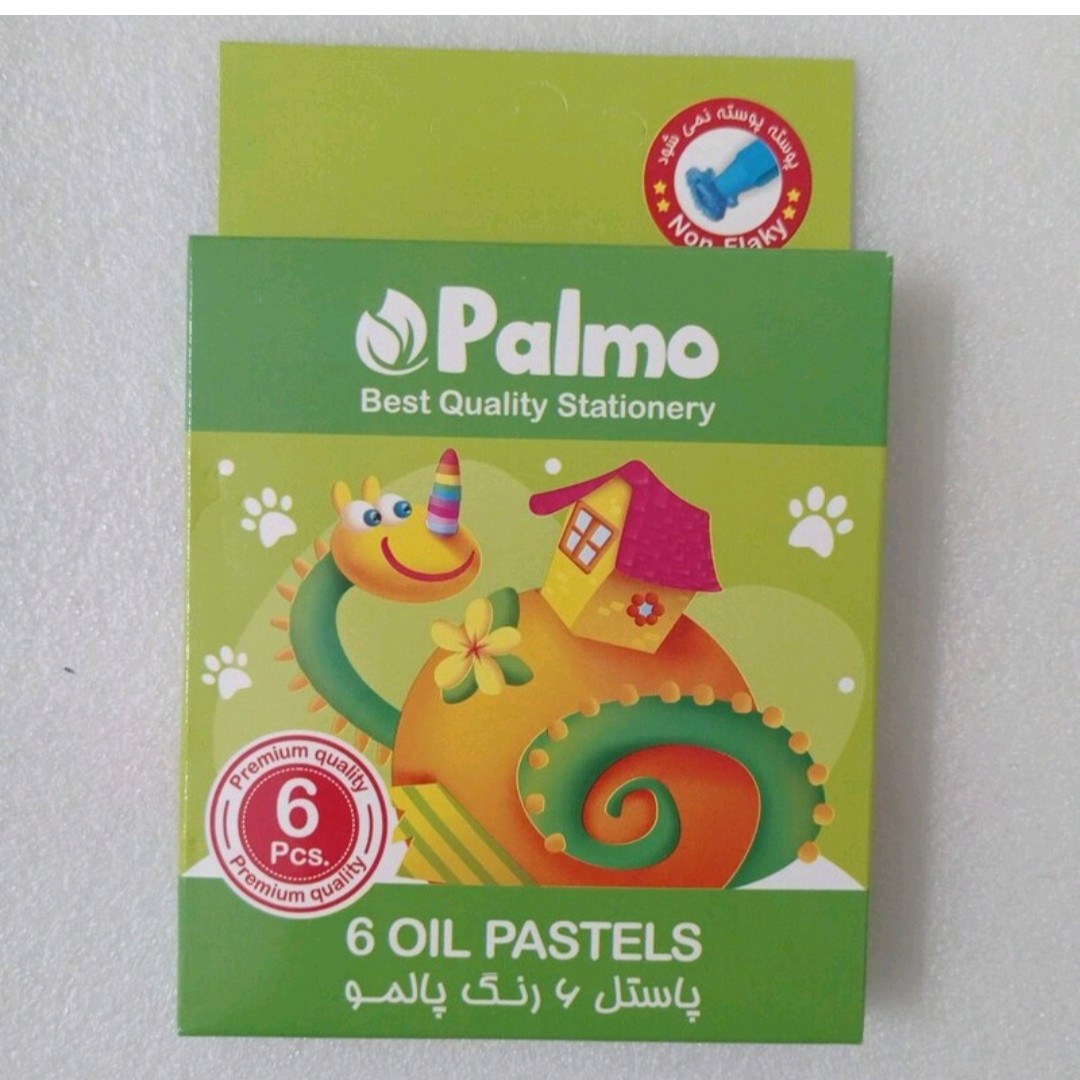 پوسته پوسته نمی شود
Non Flaky
Palmo
Best Quality Stationery
Premium quality
6
Pcs.
Premium quality
6 OIL PASTELS
پاستل ۶ رنگ پالمو